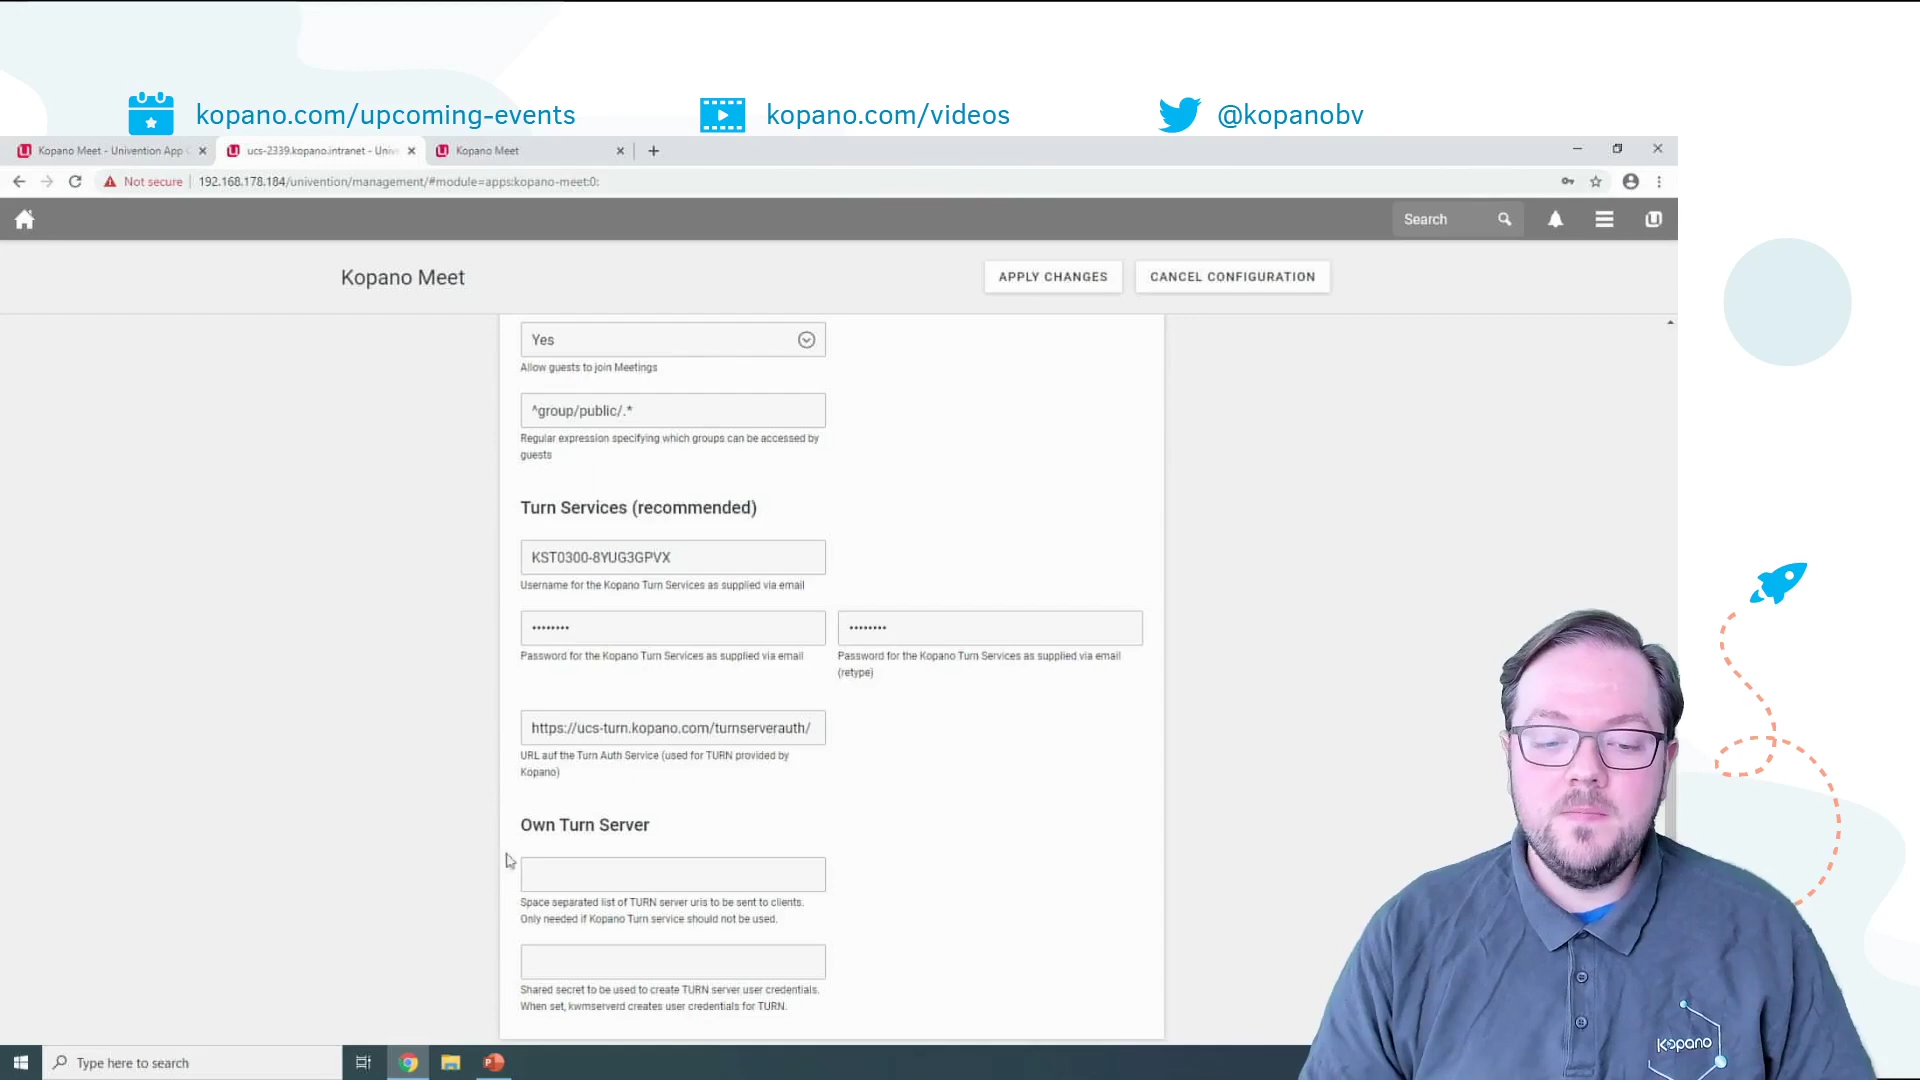 kopano.com/upcoming-events
kopano.com/videos
@kopanobv
Kopano Meet - Univention App
ucs-2339.kopano.intranet - Univ
Kopano Meet
Not secure
192.168.178.184/univention/management/#module=apps:kopano-meet:0:
Search
Kopano Meet
APPLY CHANGES
CANCEL CONFIGURATION
Yes
Allow guests to join Meetings
^group/public/.*
Regular expression specifying which groups can be accessed by
guests
Turn Services (recommended)
KST0300-8YUG3GPVX
Username for the Kopano Turn Services as supplied via email
••••••••
••••••••
Password for the Kopano Turn Services as supplied via email
Password for the Kopano Turn Services as supplied via email
(retype)
https://ucs-turn.kopano.com/turnserverauth/
URL auf the Turn Auth Service (used for TURN provided by
Kopano)
Own Turn Server
Space separated list of TURN server uris to be sent to clients.
Only needed if Kopano Turn service should not be used.
Shared secret to be used to create TURN server user credentials.
When set, kwmserverd creates user credentials for TURN.
Type here to search
kopano